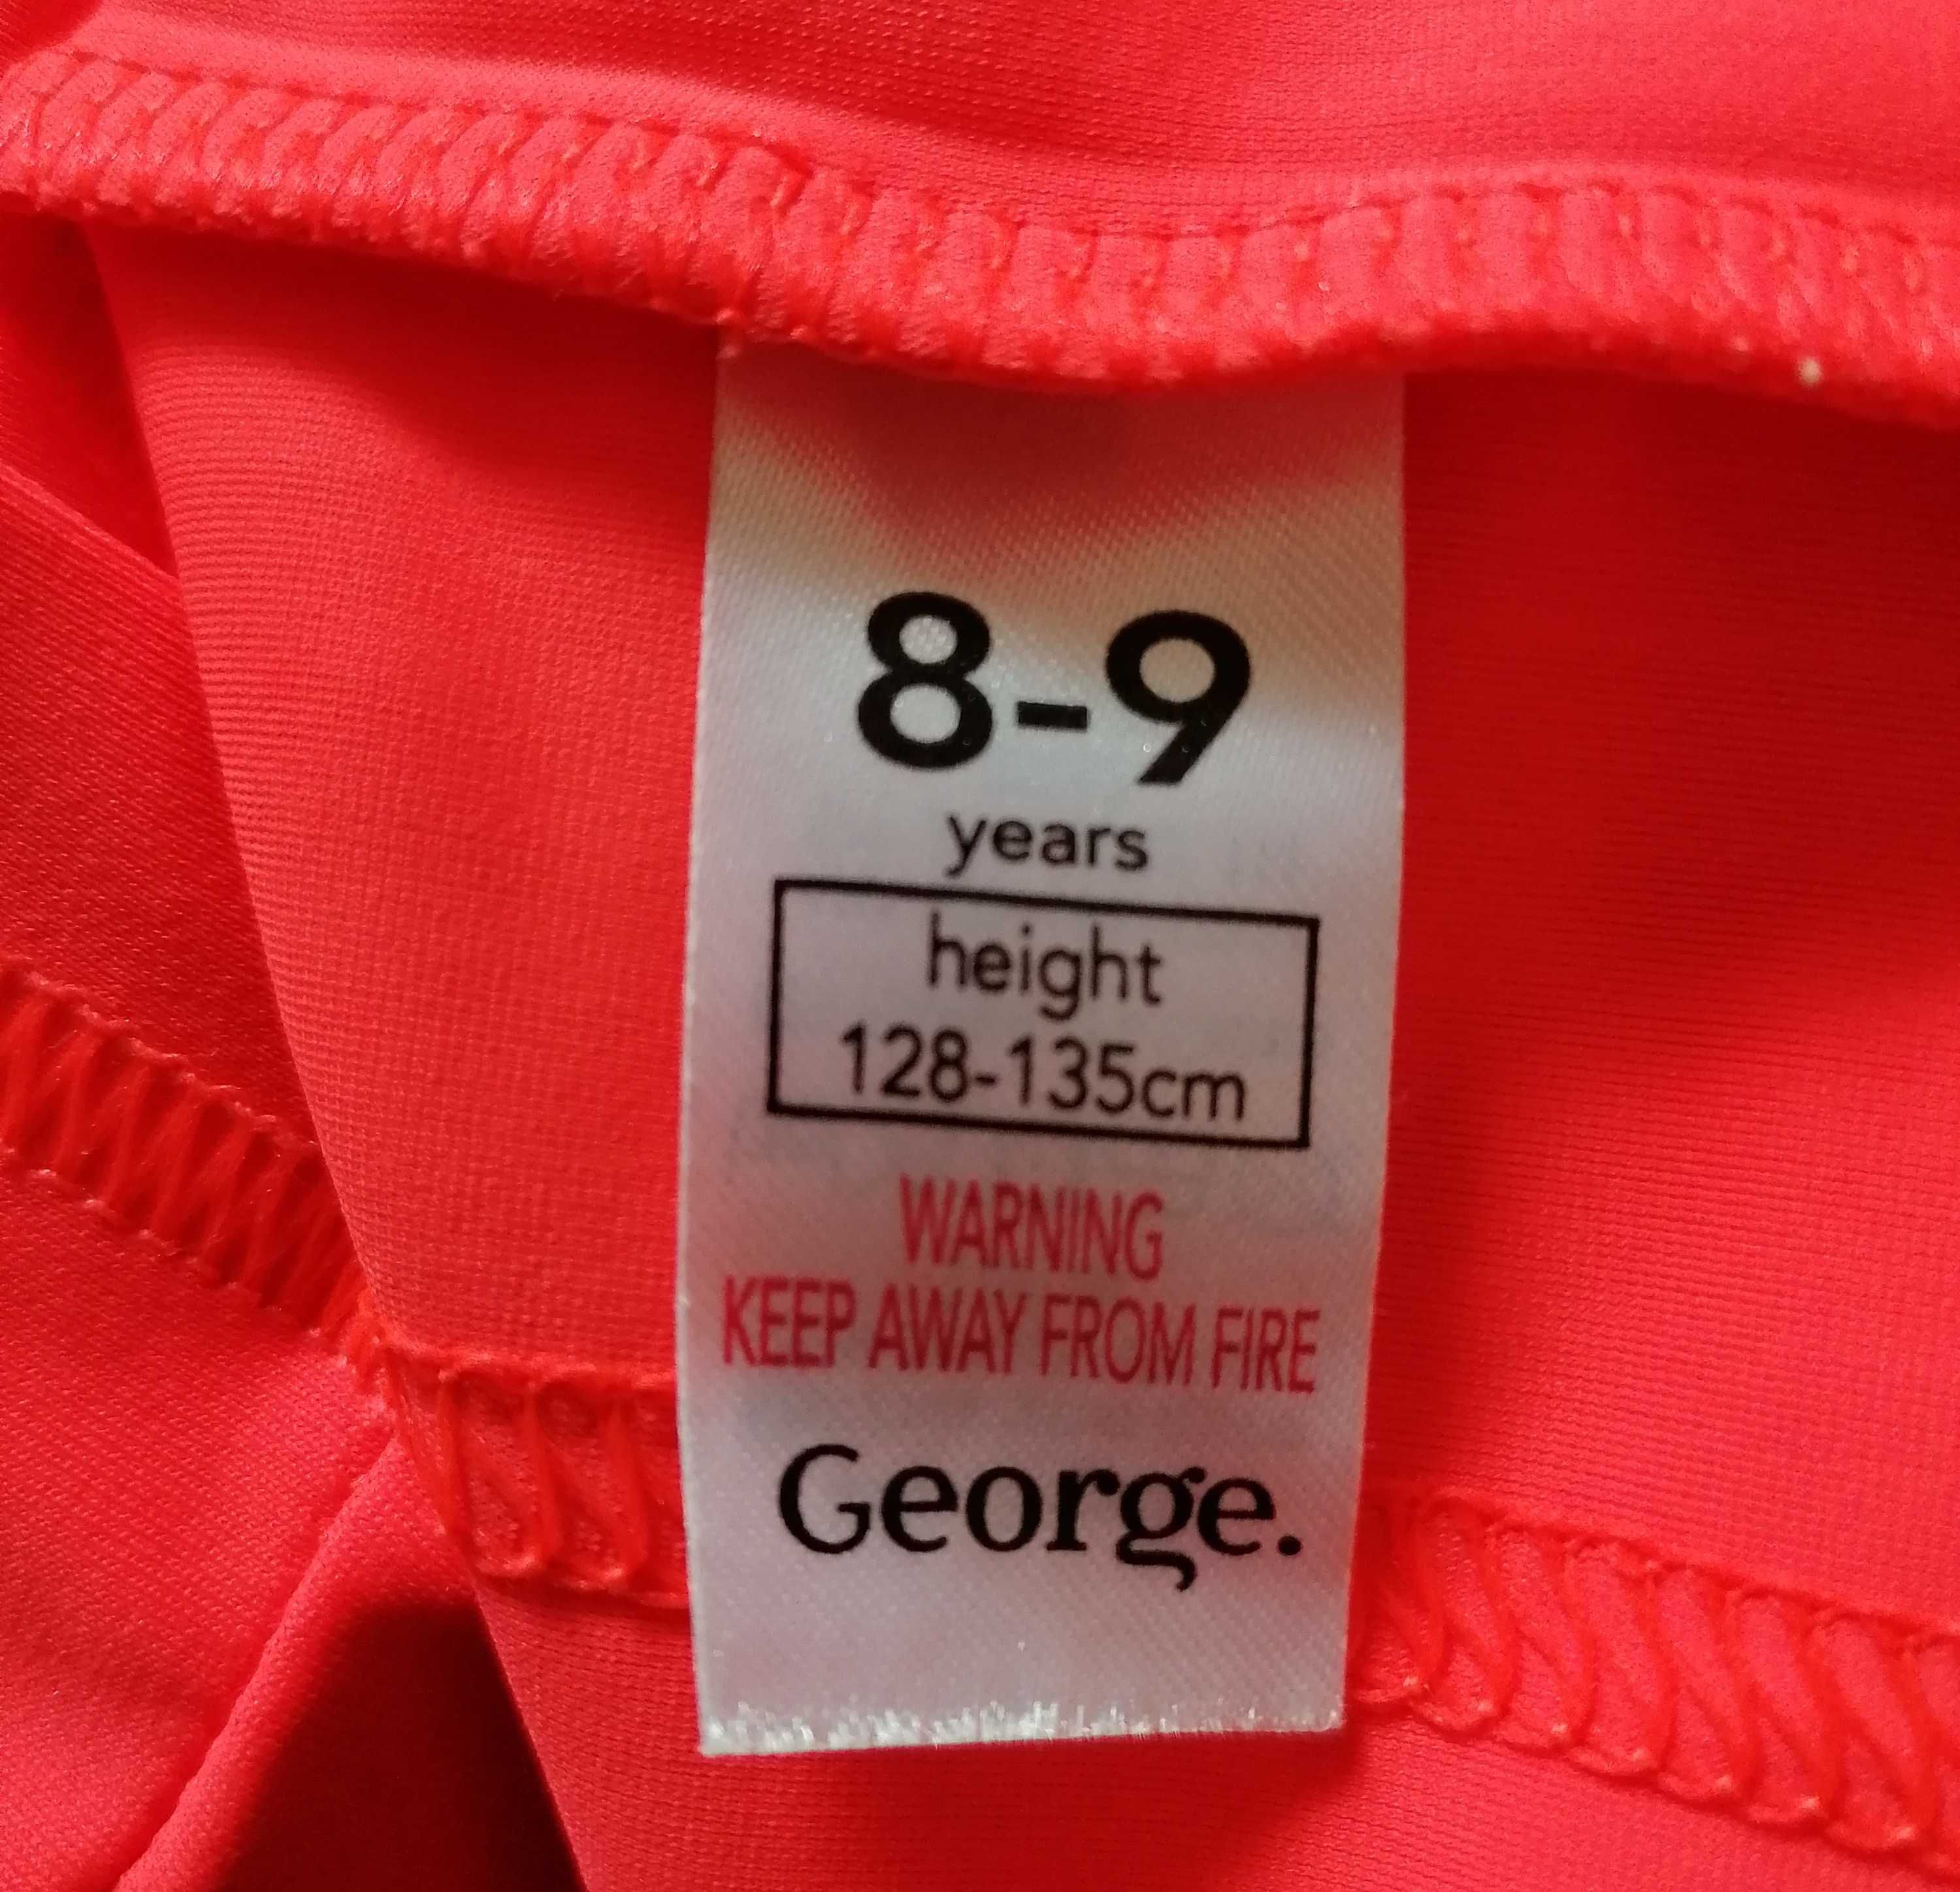 8-9
years
height
128-135cm
WARNING
KEEP AWAY FROM FIRE
George.